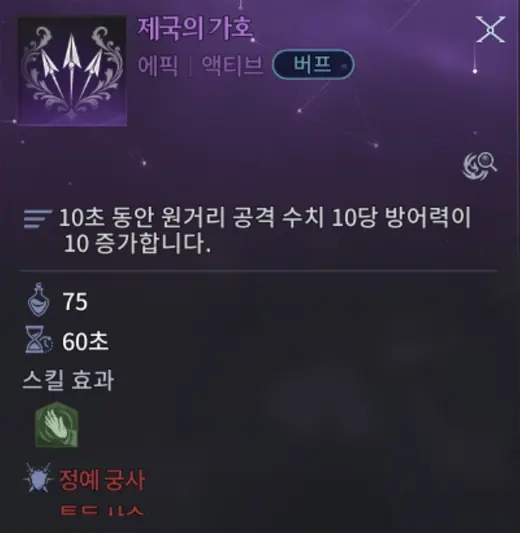 제국의 가호
에픽 | 액티브 버프
10초 동안 원거리 공격 수치 10당 방어력이
10 증가합니다.
75
60초
스킬 효과
정예 궁사